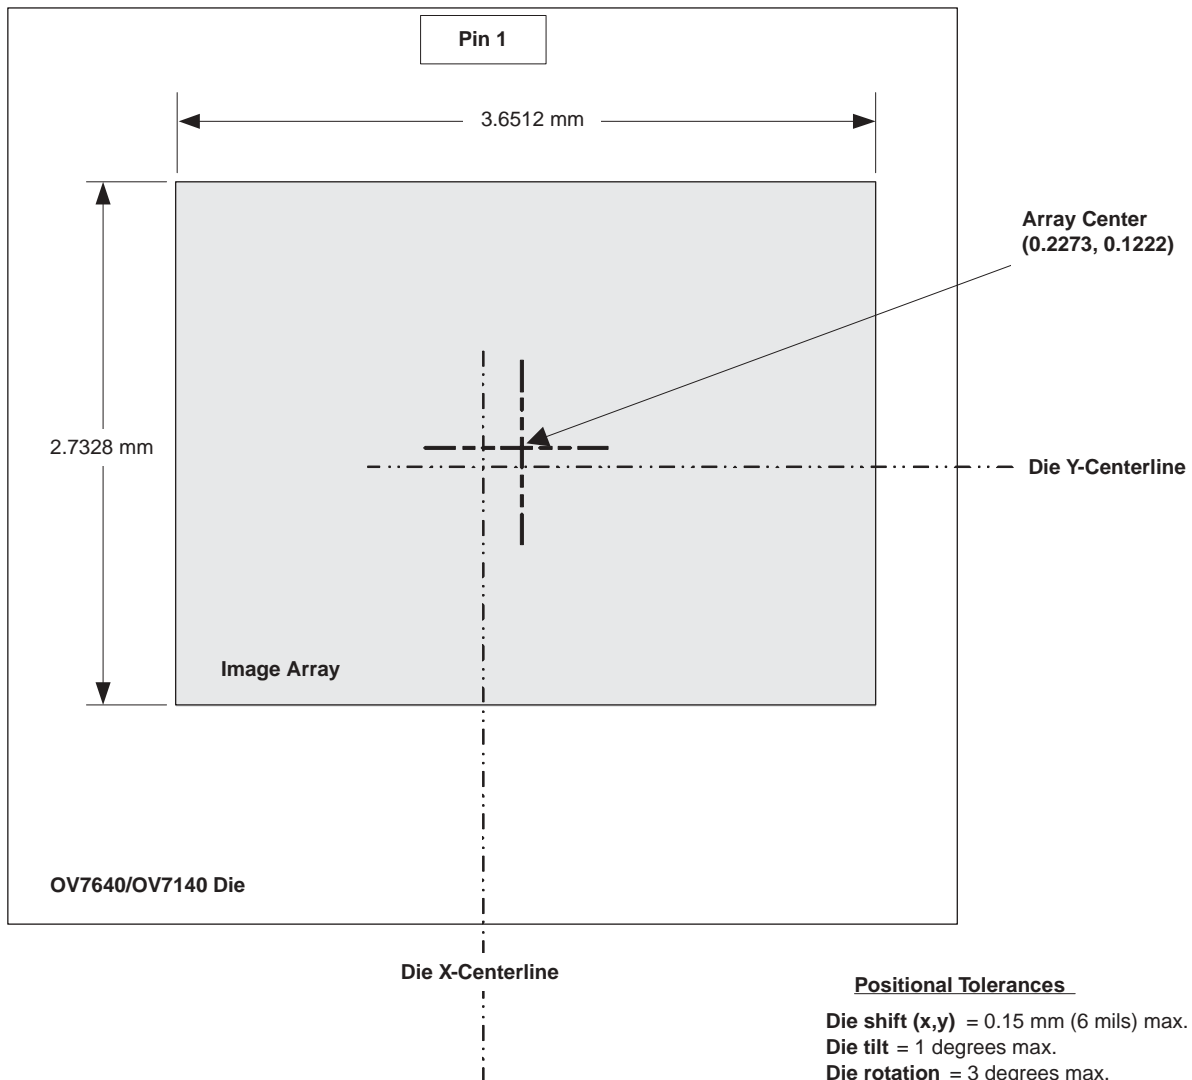 Pin 1
3.6512 mm
Array Center
(0.2273, 0.1222)
2.7328 mm
Die Y-Centerline
Image Array
OV7640/OV7140 Die
Die X-Centerline
Positional Tolerances
Die shift (x,y) = 0.15 mm (6 mils) max.
Die tilt = 1 degrees max.
Die rotation = 3 degrees max.